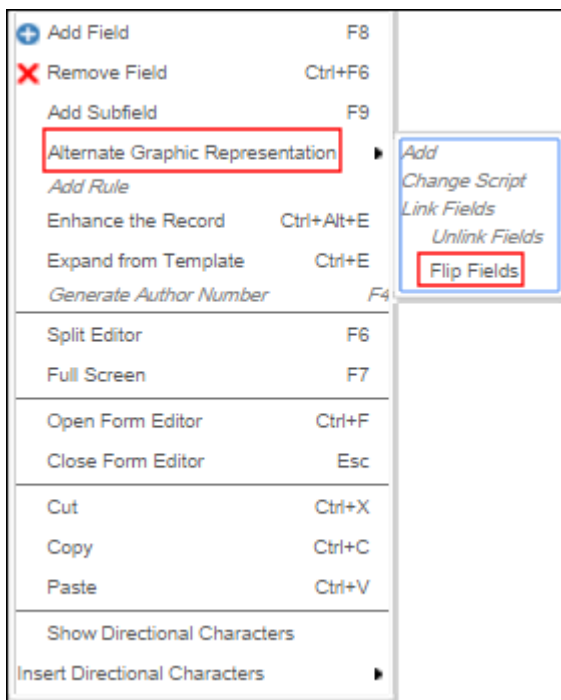 Add Field F8
Remove Field Ctrl+F6
Add Subfield F9
Alternate Graphic Representation
Add Rule
Enhance the Record Ctrl+Alt+E
Expand from Template Ctrl+E
Generate Author Number F4
Split Editor F6
Full Screen F7
Open Form Editor Ctrl+F
Close Form Editor Esc
Cut Ctrl+X
Copy Ctrl+C
Paste Ctrl+V
Show Directional Characters
Insert Directional Characters
Add
Change Script
Link Fields
Unlink Fields
Flip Fields